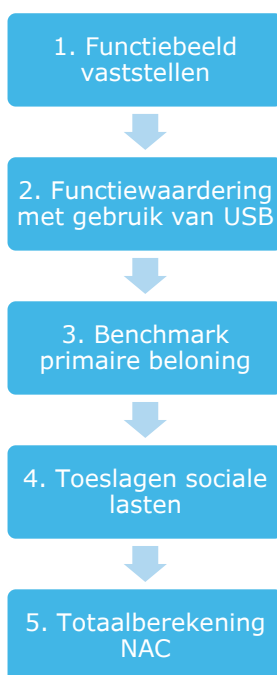 1. Functiebeeld
vaststellen
2. Functiewaardering
met gebruik van USB
3. Benchmark
primaire beloning
4. Toeslagen sociale
lasten
5. Totaalberekening
NAC